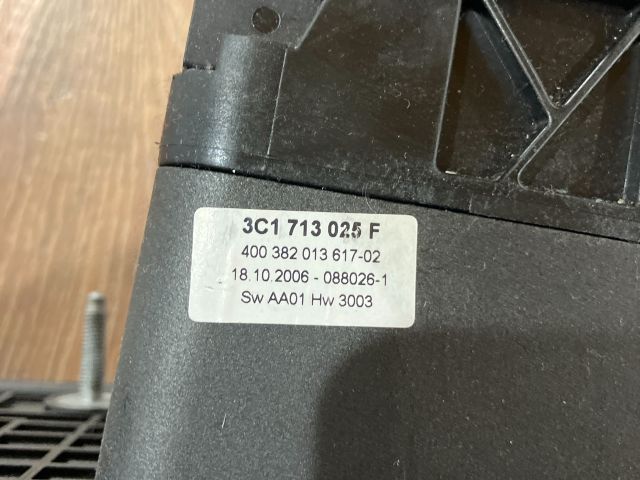 3C1 713 025 F
400 382 013 617-02
18.10.2006 - 088026-1
Sw AA01 Hw 3003